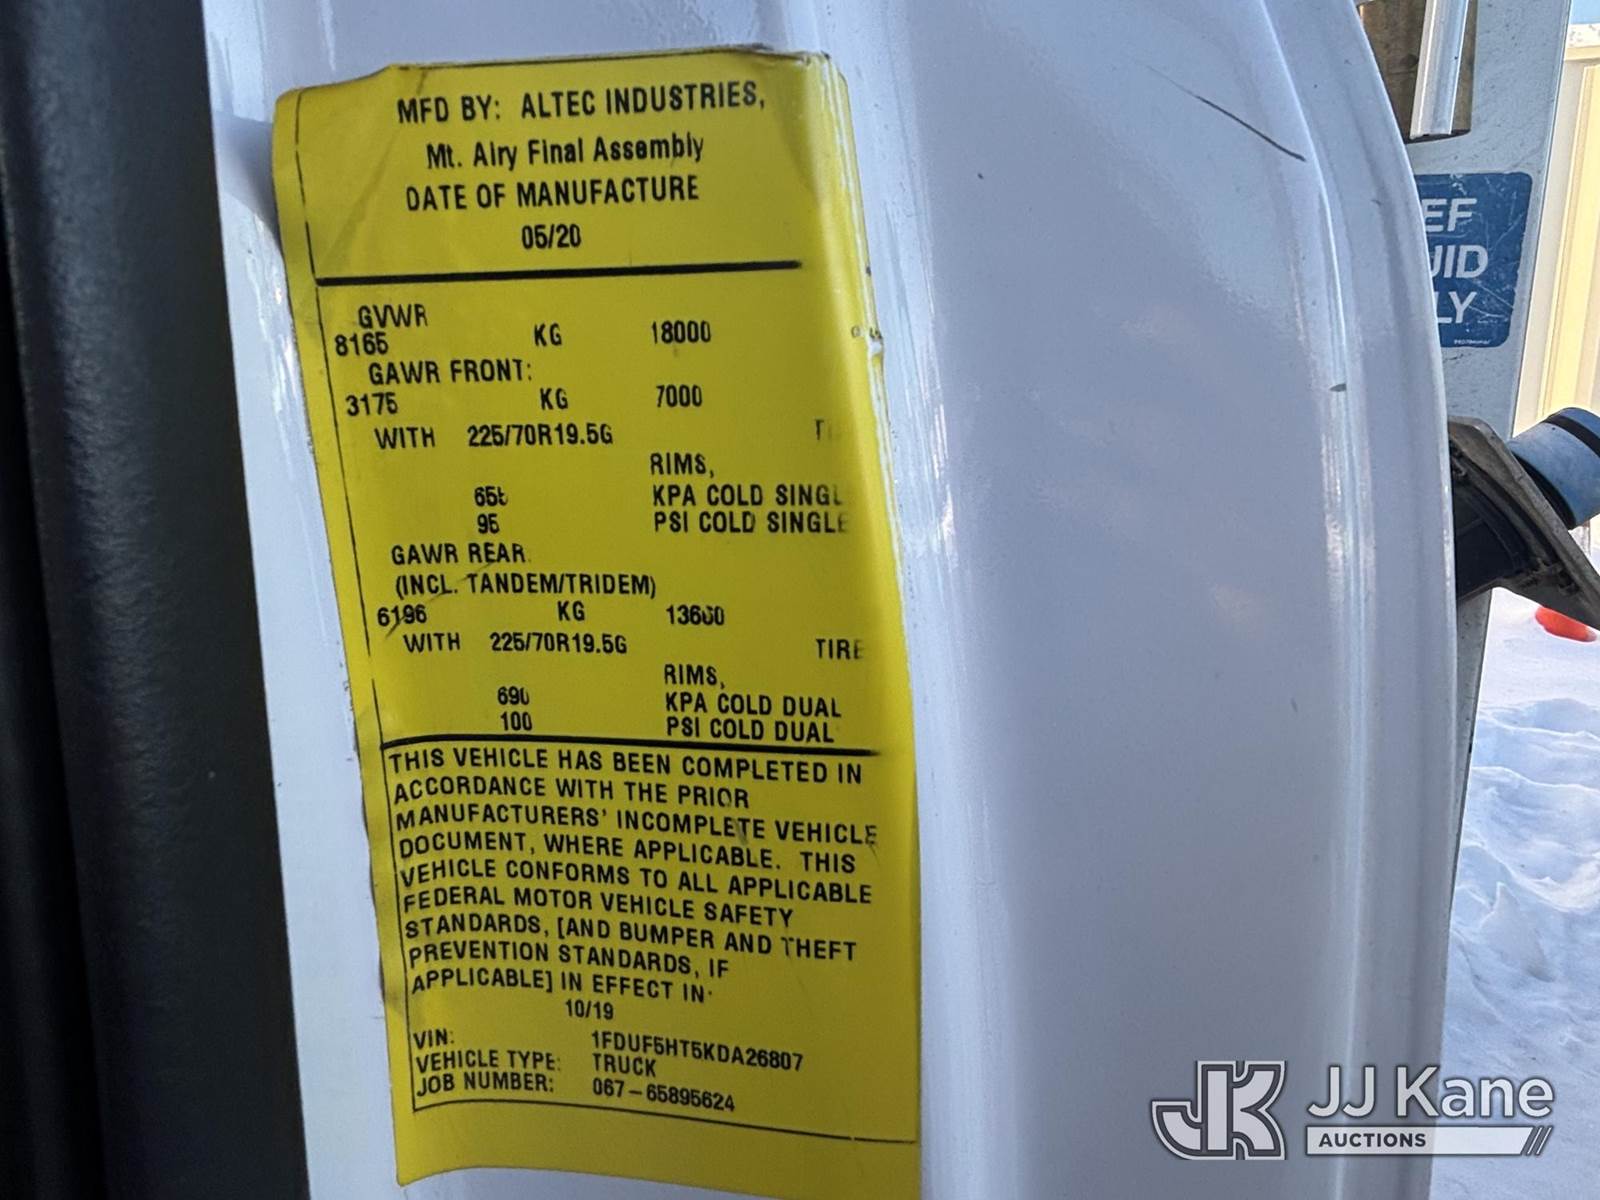 MFD BY: ALTEC INDUSTRIES,
Mt. Airy Final Assembly
DATE OF MANUFACTURE
05/20
GVWR
8165 KG 18000
GAWR FRONT:
3175 KG 7000
WITH 225/70R19.5G
RIMS,
KPA COLD
95 PSI COLD SINGLE
GAWR REAR
(INCL. TANDEM/TRIDEM)
6196 KG 13660
WITH 225/70R19.5G TIRE
RIMS,
690 KPA COLD DUAL
100 PSI COLD DUAL
THIS VEHICLE HAS BEEN COMPLETED IN
ACCORDANCE WITH THE PRIOR
MANUFACTURERS' INCOMPLETE VEHICLE
DOCUMENT, WHERE APPLICABLE. THIS
VEHICLE CONFORMS TO ALL APPLICABLE
FEDERAL MOTOR VEHICLE SAFETY
STANDARDS, [AND BUMPER AND THEFT
PREVENTION STANDARDS, IF
APPLICABLE] IN EFFECT IN:
10/19
VIN: 1FDUF5HT5KDA26807
VEHICLE TYPE: TRUCK
JOB NUMBER: 067-65895624
EF
UID
LY
JK JJ Kane
AUCTIONS